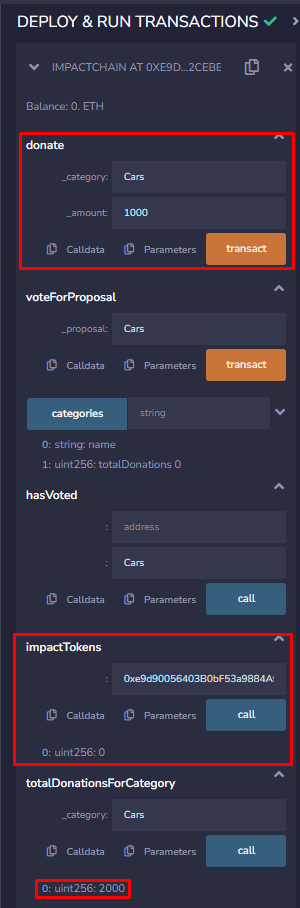 DEPLOY & RUN TRANSACTIONS
IMPACTCHAIN AT 0XE9D...2CEBE
Balance: 0. ETH
donate
_category: Cars
_amount: 1000
Calldata Parameters transact
voteForProposal
_proposal: Cars
Calldata Parameters transact
categories string
0: string: name
1: uint256: totalDonations 0
hasVoted
: address
: Cars
Calldata Parameters call
impactTokens
: 0xe9d90056403B0bF53a9884A
Calldata Parameters call
0: uint256: 0
totalDonationsForCategory
_category: Cars
Calldata Parameters call
0: uint256: 2000